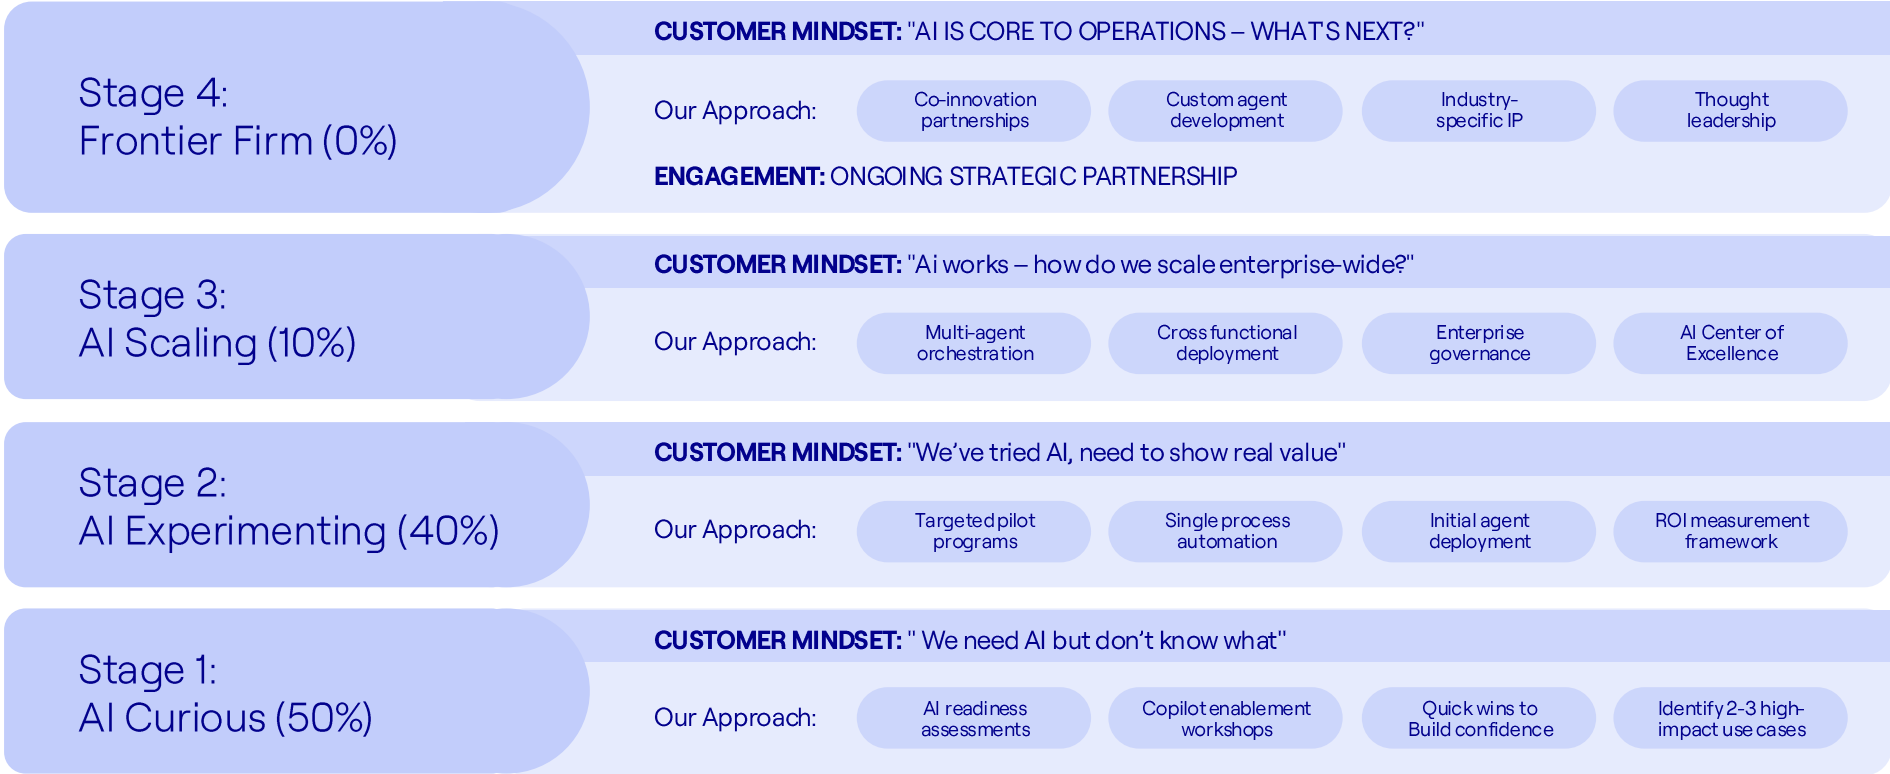 Stage 4:
Frontier Firm (0%)
CUSTOMER MINDSET: "AI IS CORE TO OPERATIONS – WHAT'S NEXT?"
Our Approach:
Co-innovation
partnerships
Custom agent
development
Industry-
specific IP
Thought
leadership
ENGAGEMENT: ONGOING STRATEGIC PARTNERSHIP
Stage 3:
AI Scaling (10%)
CUSTOMER MINDSET: "Ai works – how do we scale enterprise-wide?"
Our Approach:
Multi-agent
orchestration
Cross functional
deployment
Enterprise
governance
AI Center of
Excellence
Stage 2:
AI Experimenting (40%)
CUSTOMER MINDSET: "We’ve tried AI, need to show real value"
Our Approach:
Targeted pilot
programs
Single process
automation
Initial agent
deployment
ROI measurement
framework
Stage 1:
AI Curious (50%)
CUSTOMER MINDSET: " We need AI but don’t know what"
Our Approach:
AI readiness
assessments
Copilot enablement
workshops
Quick wins to
Build confidence
Identify 2-3 high-
impact use cases